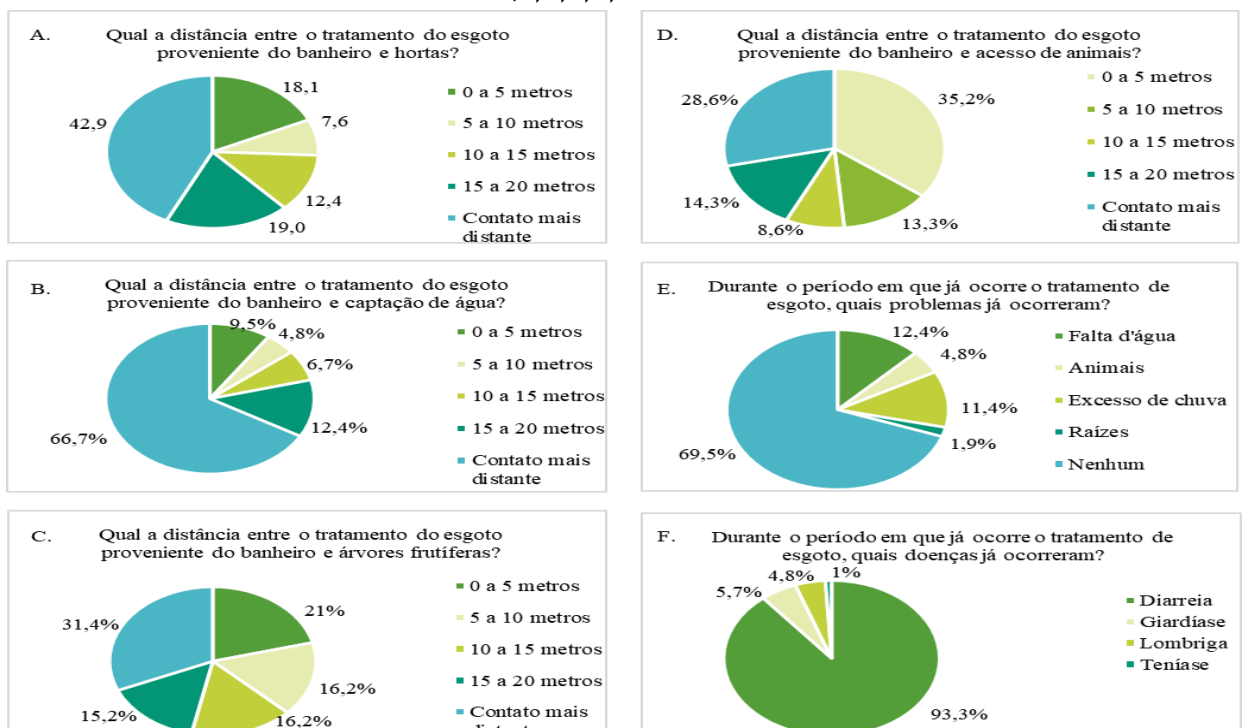 A. Qual a distância entre o tratamento do esgoto
proveniente do banheiro e hortas?
18,1
7,6
12,4
19,0
42,9
0 a 5 metros
5 a 10 metros
10 a 15 metros
15 a 20 metros
Contato mais
distante
B. Qual a distância entre o tratamento do esgoto
proveniente do banheiro e captação de água?
9,5%
4,8%
6,7%
12,4%
66,7%
0 a 5 metros
5 a 10 metros
10 a 15 metros
15 a 20 metros
Contato mais
distante
C. Qual a distância entre o tratamento do esgoto
proveniente do banheiro e árvores frutíferas?
21%
16,2%
16,2%
15,2%
31,4%
0 a 5 metros
5 a 10 metros
10 a 15 metros
15 a 20 metros
Contato mais
D. Qual a distância entre o tratamento do esgoto
proveniente do banheiro e acesso de animais?
35,2%
13,3%
8,6%
14,3%
28,6%
0 a 5 metros
5 a 10 metros
10 a 15 metros
15 a 20 metros
Contato mais
distante
E. Durante o período em que já ocorre o tratamento de
esgoto, quais problemas já ocorreram?
12,4%
4,8%
11,4%
1,9%
69,5%
Falta d'água
Animais
Excesso de chuva
Raízes
Nenhum
F. Durante o período em que já ocorre o tratamento de
esgoto, quais doenças já ocorreram?
5,7%
4,8%
1%
93,3%
Diarreia
Giardíase
Lombriga
Teníase